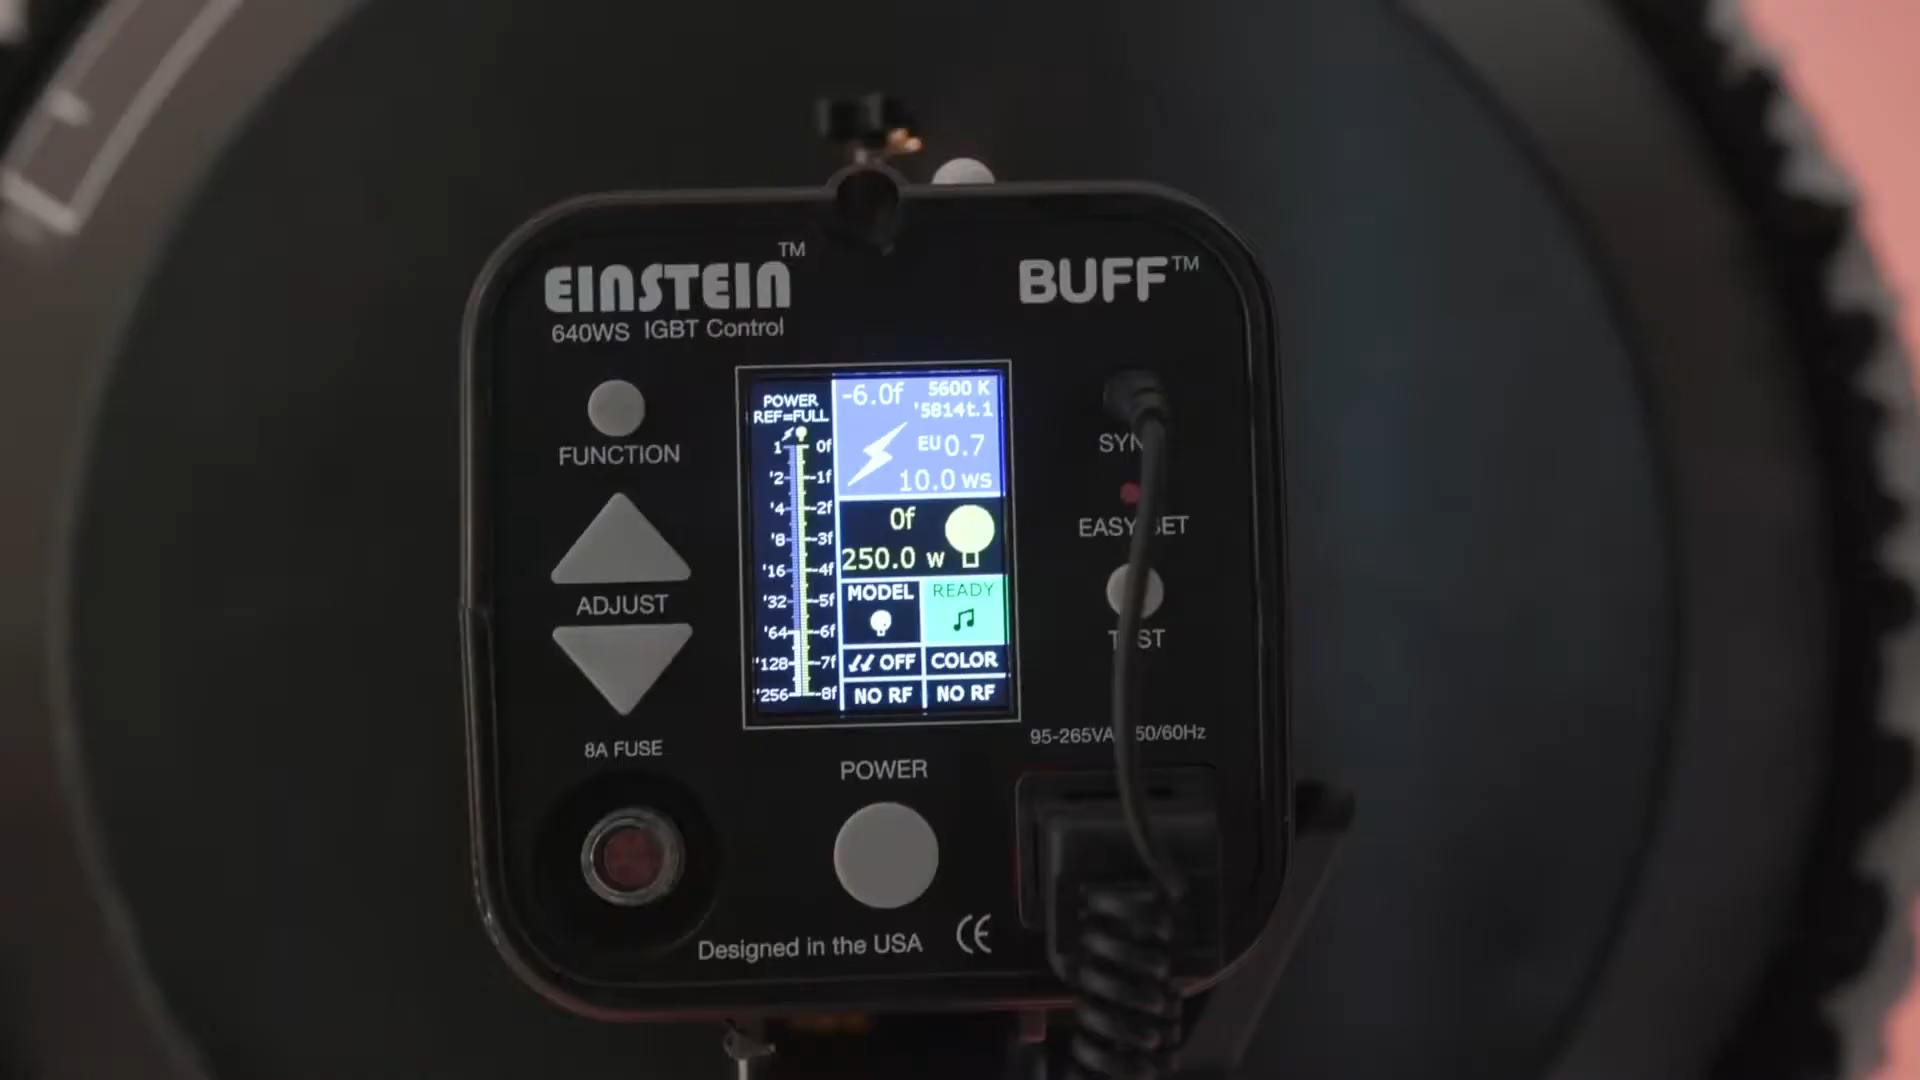 EINSTEIN™
640WS IGBT Control
BUFF™
FUNCTION
ADJUST
8A FUSE
POWER
REF=FULL
1 0f
'2 -1f
'4 -2f
'8 -3f
'16 -4f
'32 -5f
'64 -6f
'128 -7f
'256 -8f
-6.0f 5600 K
'5814t.1
EU 0.7
10.0 WS
0f
250.0 W
MODEL READY
OFF COLOR
NO RF NO RF
EASY
50/60Hz
POWER
Designed in the USA CE